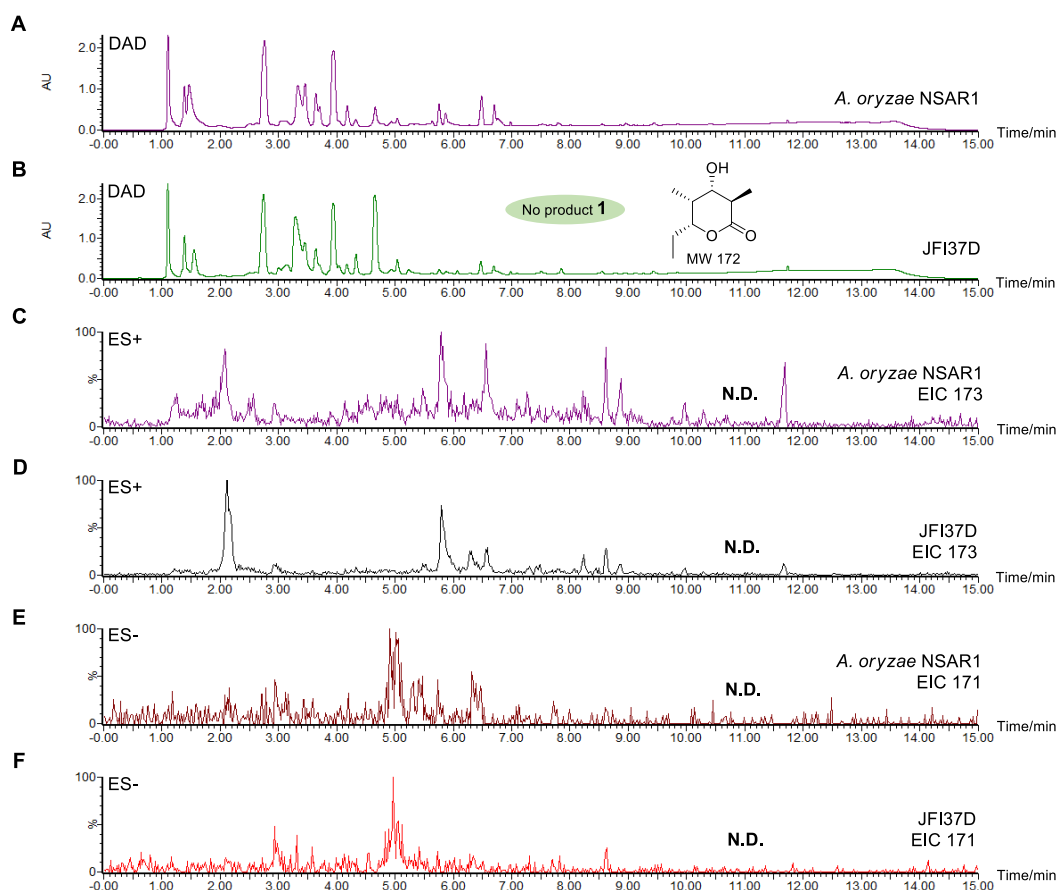 A
DAD
AU
2.0
1.0
0.0
A. oryzae NSAR1
-0.00 1.00 2.00 3.00 4.00 5.00 6.00 7.00 8.00 9.00 10.00 11.00 12.00 13.00 14.00 15.00
Time/min
B
DAD
AU
2.0
1.0
0.0
No product 1
OH
O
O
MW 172
JFI37D
-0.00 1.00 2.00 3.00 4.00 5.00 6.00 7.00 8.00 9.00 10.00 11.00 12.00 13.00 14.00 15.00
Time/min
C
ES+
100
%
0
N.D.
A. oryzae NSAR1
EIC 173
-0.00 1.00 2.00 3.00 4.00 5.00 6.00 7.00 8.00 9.00 10.00 11.00 12.00 13.00 14.00 15.00
Time/min
D
ES+
100
%
0
N.D.
JFI37D
EIC 173
-0.00 1.00 2.00 3.00 4.00 5.00 6.00 7.00 8.00 9.00 10.00 11.00 12.00 13.00 14.00 15.00
Time/min
E
ES-
100
%
0
N.D.
A. oryzae NSAR1
EIC 171
-0.00 1.00 2.00 3.00 4.00 5.00 6.00 7.00 8.00 9.00 10.00 11.00 12.00 13.00 14.00 15.00
Time/min
F
ES-
100
%
0
N.D.
JFI37D
EIC 171
-0.00 1.00 2.00 3.00 4.00 5.00 6.00 7.00 8.00 9.00 10.00 11.00 12.00 13.00 14.00 15.00
Time/min